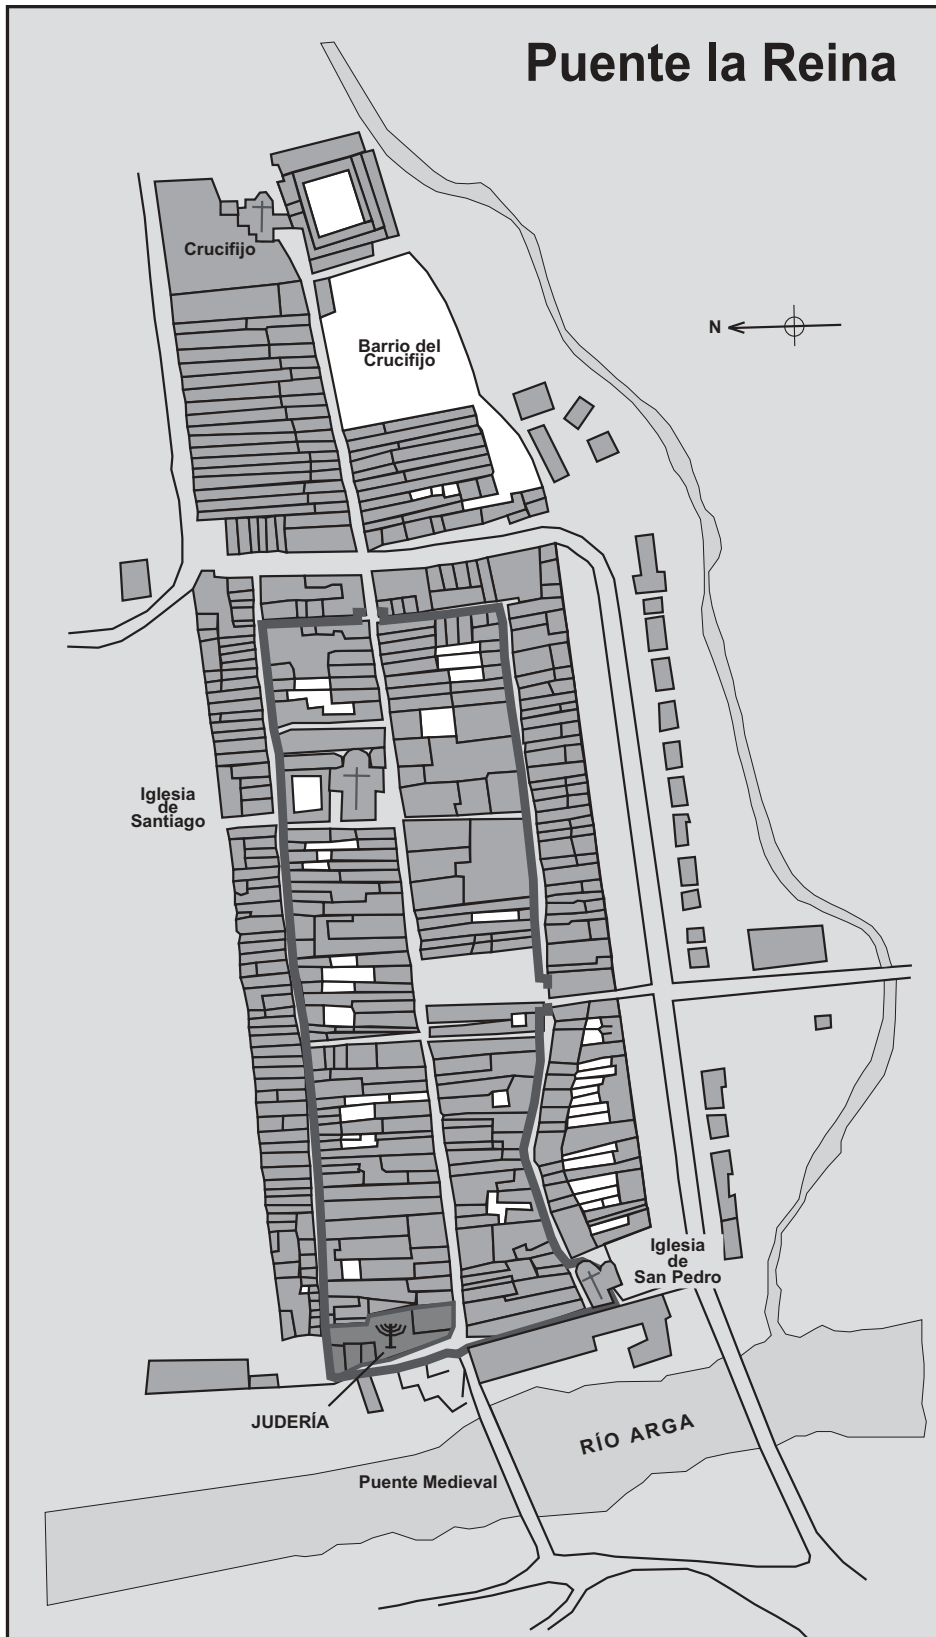 Puente la Reina
Crucifijo
Barrio del
Crucifijo
N
Iglesia
de
Santiago
Iglesia
de
San Pedro
JUDERÍA
RÍO ARGA
Puente Medieval